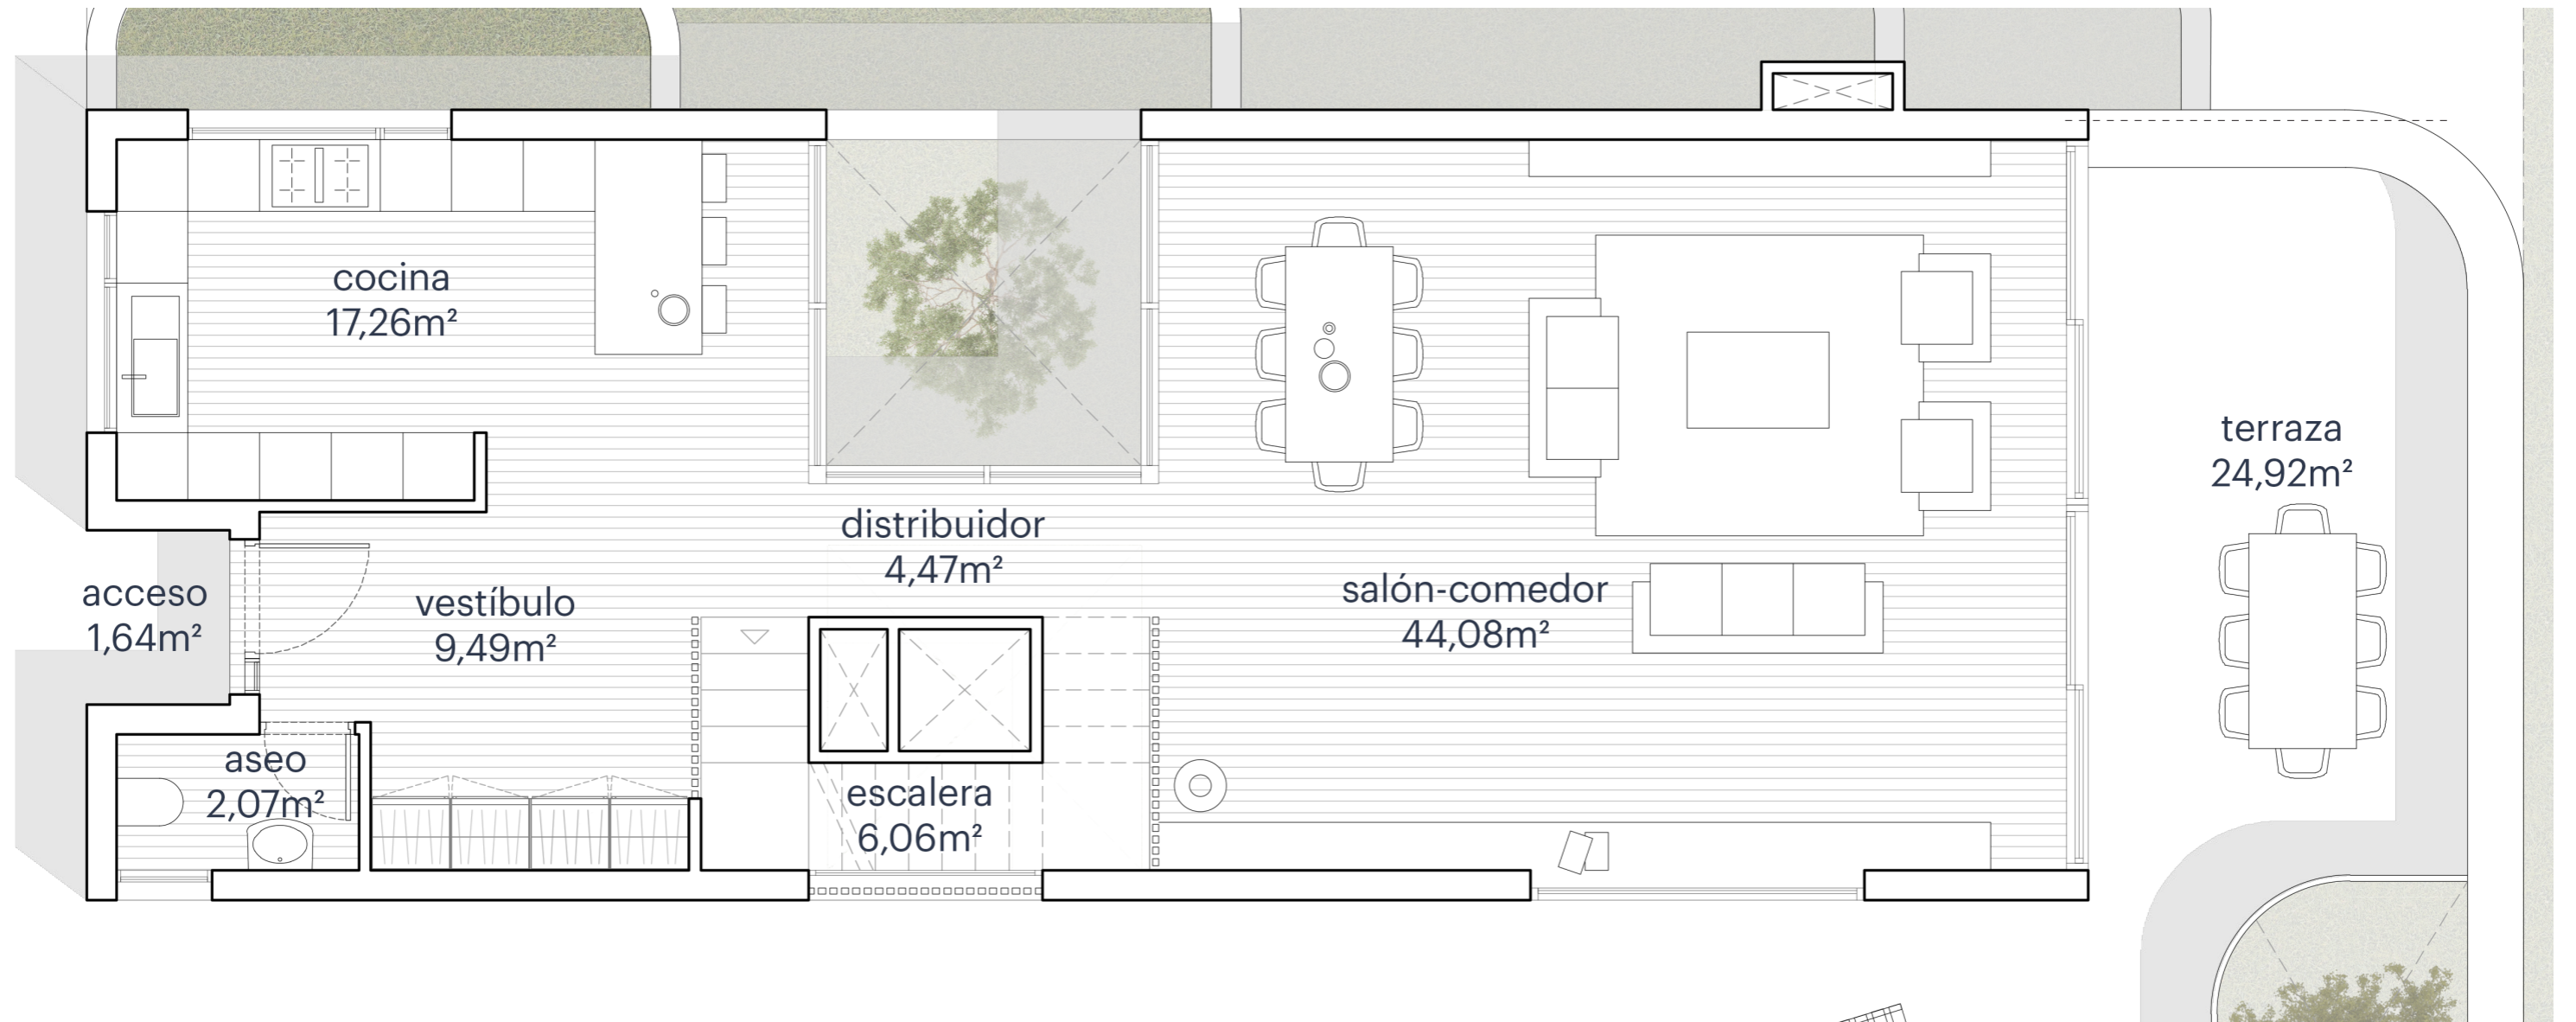 cocina
17,26m²
acceso
1,64m²
vestíbulo
9,49m²
aseo
2,07m²
distribuidor
4,47m²
escalera
6,06m²
salón-comedor
44,08m²
terraza
24,92m²